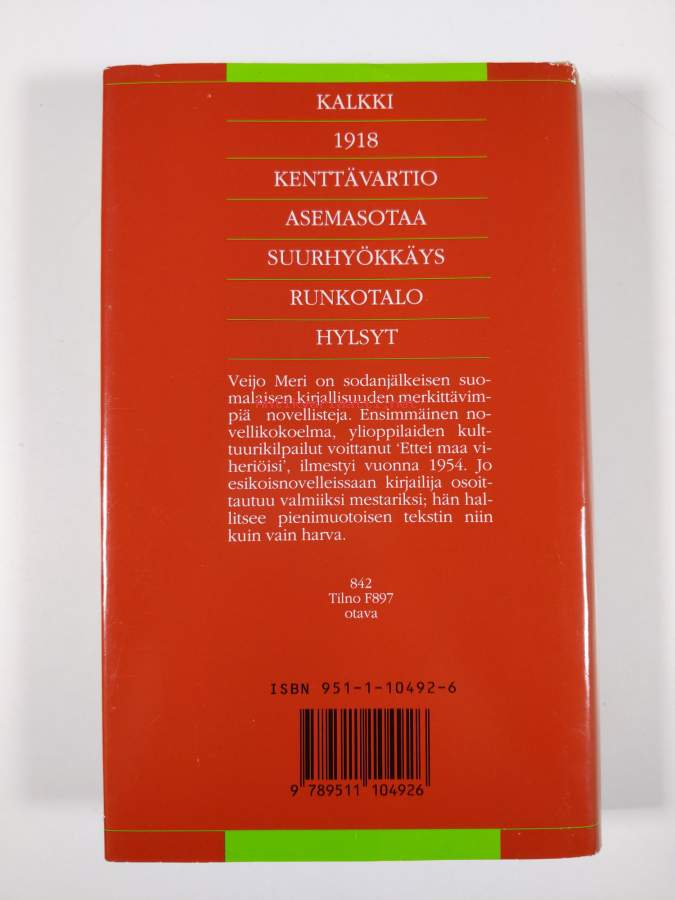 KALKKI
1918
KENTTÄVARTIO
ASEMASOTAA
SUURHYÖKKÄYS
RUNKOTALO
HYLSYT
Veijo Meri on sodanjälkeisen suo-
malaisen kirjallisuuden merkittävim-
piä novellisteja. Ensimmäinen no-
vellikokoelma, ylioppilaiden kult-
tuurikilpailut voittanut ‘Ettei maa vi-
heriöisi’, ilmestyi vuonna 1954. Jo
esikoisnovelleissaan kirjailija osoit-
tautuu valmiiksi mestariksi; hän hal-
litsee pienimuotoisen tekstin niin
kuin vain harva.
842
Tilno F897
otava
ISBN 951-1-10492-6
9 789511 104926